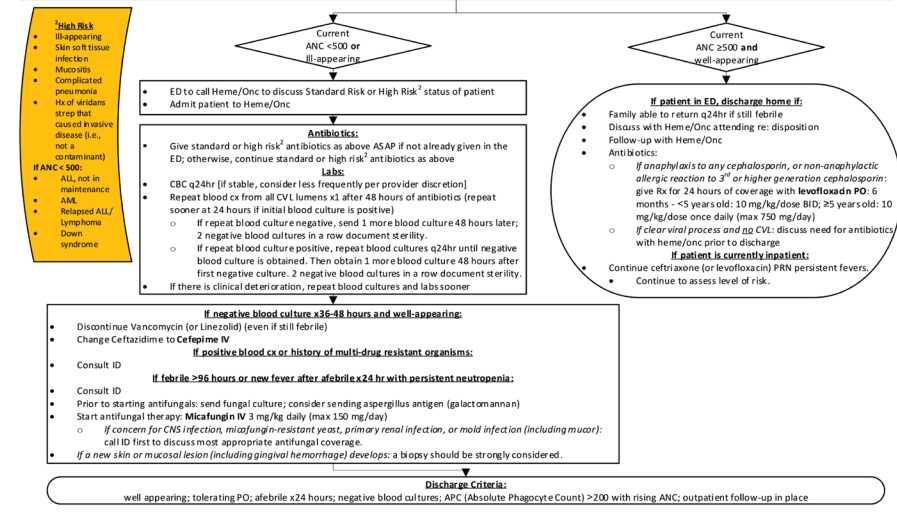 ²High Risk
• Ill-appearing
• Skin soft tissue
infection
• Mucositis
• Complicated
pneumonia
• Hx of viridans
strep that
caused invasive
disease (i.e.,
not a
contaminant)
If ANC < 500:
• ALL, not in
maintenance
• AML
• Relapsed ALL/
Lymphoma
• Down
syndrome
Current
ANC <500 or
Ill-appearing
• ED to call Heme/Onc to discuss Standard Risk or High Risk² status of patient
• Admit patient to Heme/Onc
Antibiotics:
• Give standard or high risk² antibiotics as above ASAP if not already given in the
ED; otherwise, continue standard or high risk² antibiotics as above
Labs:
• CBC q24hr [if stable, consider less frequently per provider discretion]
• Repeat blood cx from all CVL lumens x1 after 48 hours of antibiotics (repeat
sooner at 24 hours if initial blood culture is positive)
o If repeat blood culture negative, send 1 more blood culture 48 hours later;
2 negative blood cultures in a row document sterility.
o If repeat blood culture positive, repeat blood cultures q24hr until negative
blood culture is obtained. Then obtain 1 more blood culture 48 hours after
first negative culture. 2 negative blood cultures in a row document sterility.
• If there is clinical deterioration, repeat blood cultures and labs sooner
Current
ANC ≥500 and
well-appearing
If patient in ED, discharge home if:
• Family able to return q24hr if still febrile
• Discuss with Heme/Onc attending re: disposition
• Follow-up with Heme/Onc
• Antibiotics:
o If anaphylaxis to any cephalosporin, or non-anaphylactic
allergic reaction to 3rd or higher generation cephalosporin:
give Rx for 24 hours of coverage with levofloxacin PO: 6
months - <5 years old: 10 mg/kg/dose BID; ≥5 years old: 10
mg/kg/dose once daily (max 750 mg/day)
o If clear viral process and no CVL: discuss need for antibiotics
with heme/onc prior to discharge
If patient is currently inpatient:
• Continue ceftriaxone (or levofloxacin) PRN persistent fevers.
• Continue to assess level of risk.
If negative blood culture x36-48 hours and well-appearing:
• Discontinue Vancomycin (or Linezolid) (even if still febrile)
• Change Ceftazidime to Cefepime IV
If positive blood cx or history of multi-drug resistant organisms:
• Consult ID
If febrile >96 hours or new fever after afebrile x24 hr with persistent neutropenia:
• Consult ID
• Prior to starting antifungals: send fungal culture; consider sending aspergillus antigen (galactomannan)
• Start antifungal therapy: Micafungin IV 3 mg/kg daily (max 150 mg/day)
o If concern for CNS infection, micafungin-resistant yeast, primary renal infection, or mold infection (including mucor):
call ID first to discuss most appropriate antifungal coverage.
• If a new skin or mucosal lesion (including gingival hemorrhage) develops: a biopsy should be strongly considered.
Discharge Criteria:
well appearing; tolerating PO; afebrile x24 hours; negative blood cultures; APC (Absolute Phagocyte Count) >200 with rising ANC; outpatient follow-up in place